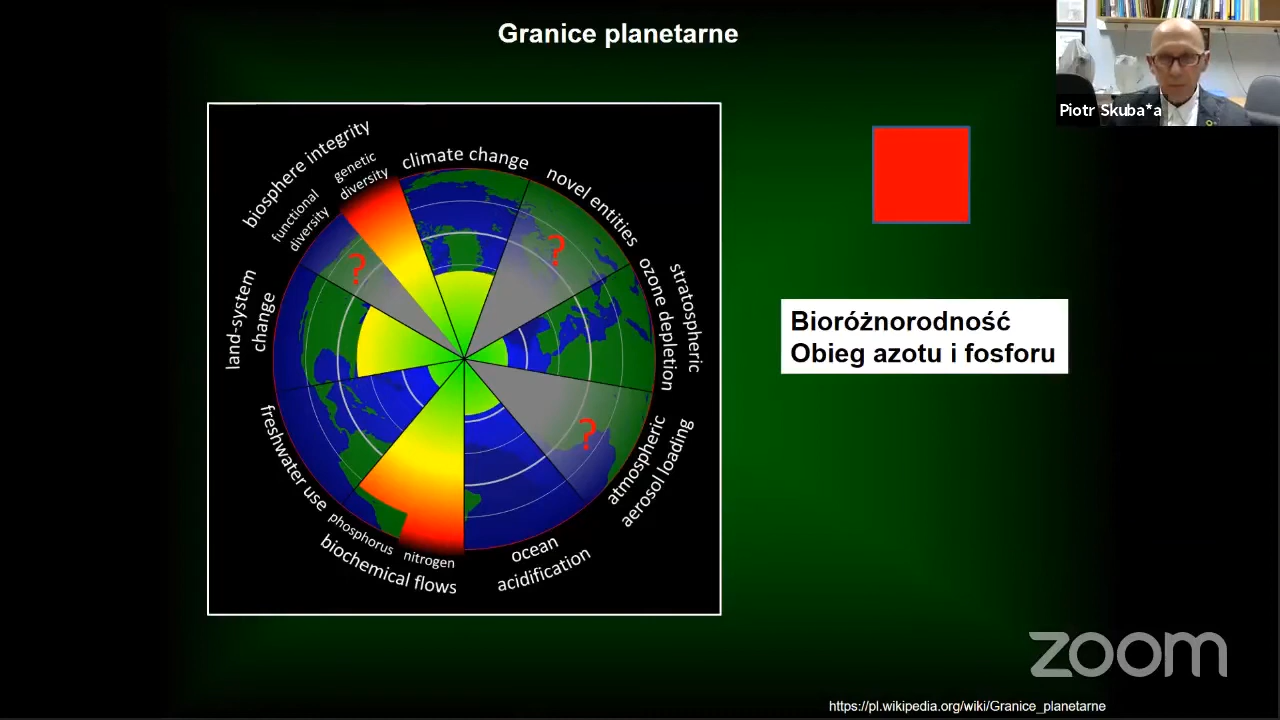 Granice planetarne
Piotr Skuba*a
biosphere integrity
genetic
diversity
functional
diversity
climate change
novel entities
stratospheric
ozone depletion
atmospheric
aerosol loading
ocean
acidification
biochemical flows
phosphorus
nitrogen
freshwater use
land-system
change
?
?
?
Bioróżnorodność
Obieg azotu i fosforu
zoom
https://pl.wikipedia.org/wiki/Granice_planetarne